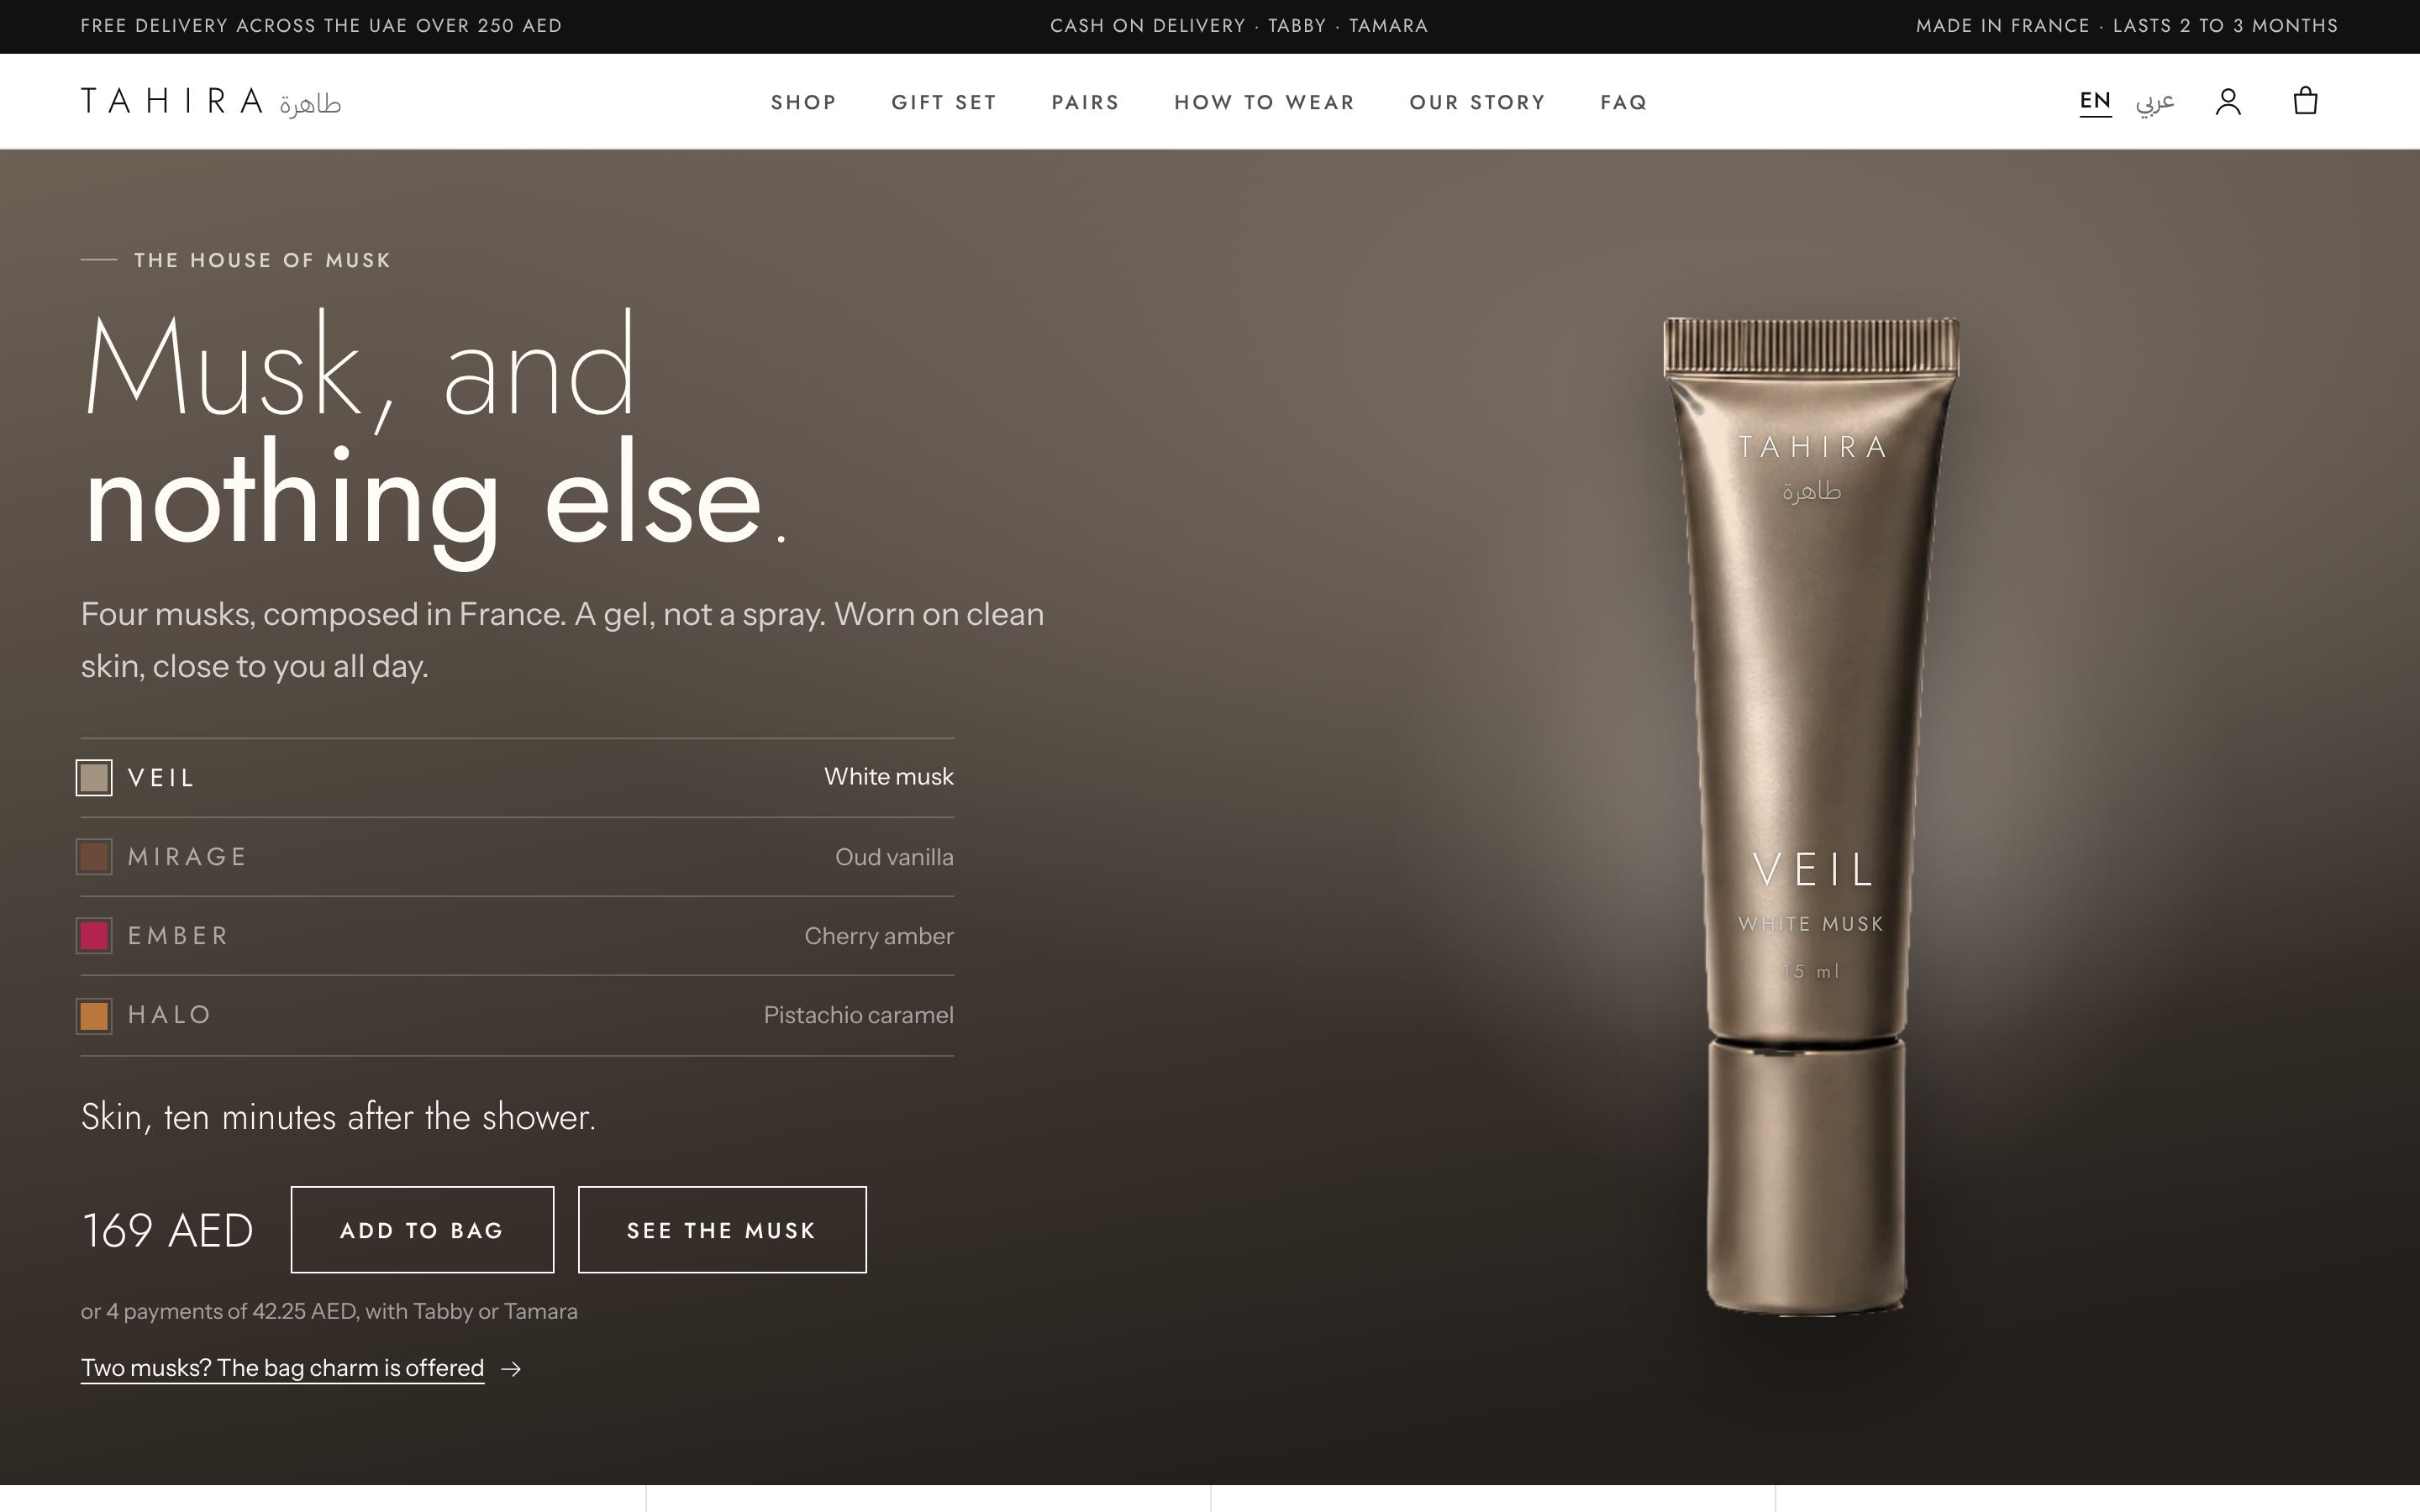 FREE DELIVERY ACROSS THE UAE OVER 250 AED
CASH ON DELIVERY · TABBY · TAMARA
MADE IN FRANCE · LASTS 2 TO 3 MONTHS
TAHIRA طاهرة
SHOP
GIFT SET
PAIRS
HOW TO WEAR
OUR STORY
FAQ
EN
عربي
THE HOUSE OF MUSK
Musk, and
nothing else.
Four musks, composed in France. A gel, not a spray. Worn on clean
skin, close to you all day.
VEIL White musk
MIRAGE Oud vanilla
EMBER Cherry amber
HALO Pistachio caramel
Skin, ten minutes after the shower.
169 AED
ADD TO BAG
SEE THE MUSK
or 4 payments of 42.25 AED, with Tabby or Tamara
Two musks? The bag charm is offered →
TAHIRA
طاهرة
VEIL
WHITE MUSK
15 ml